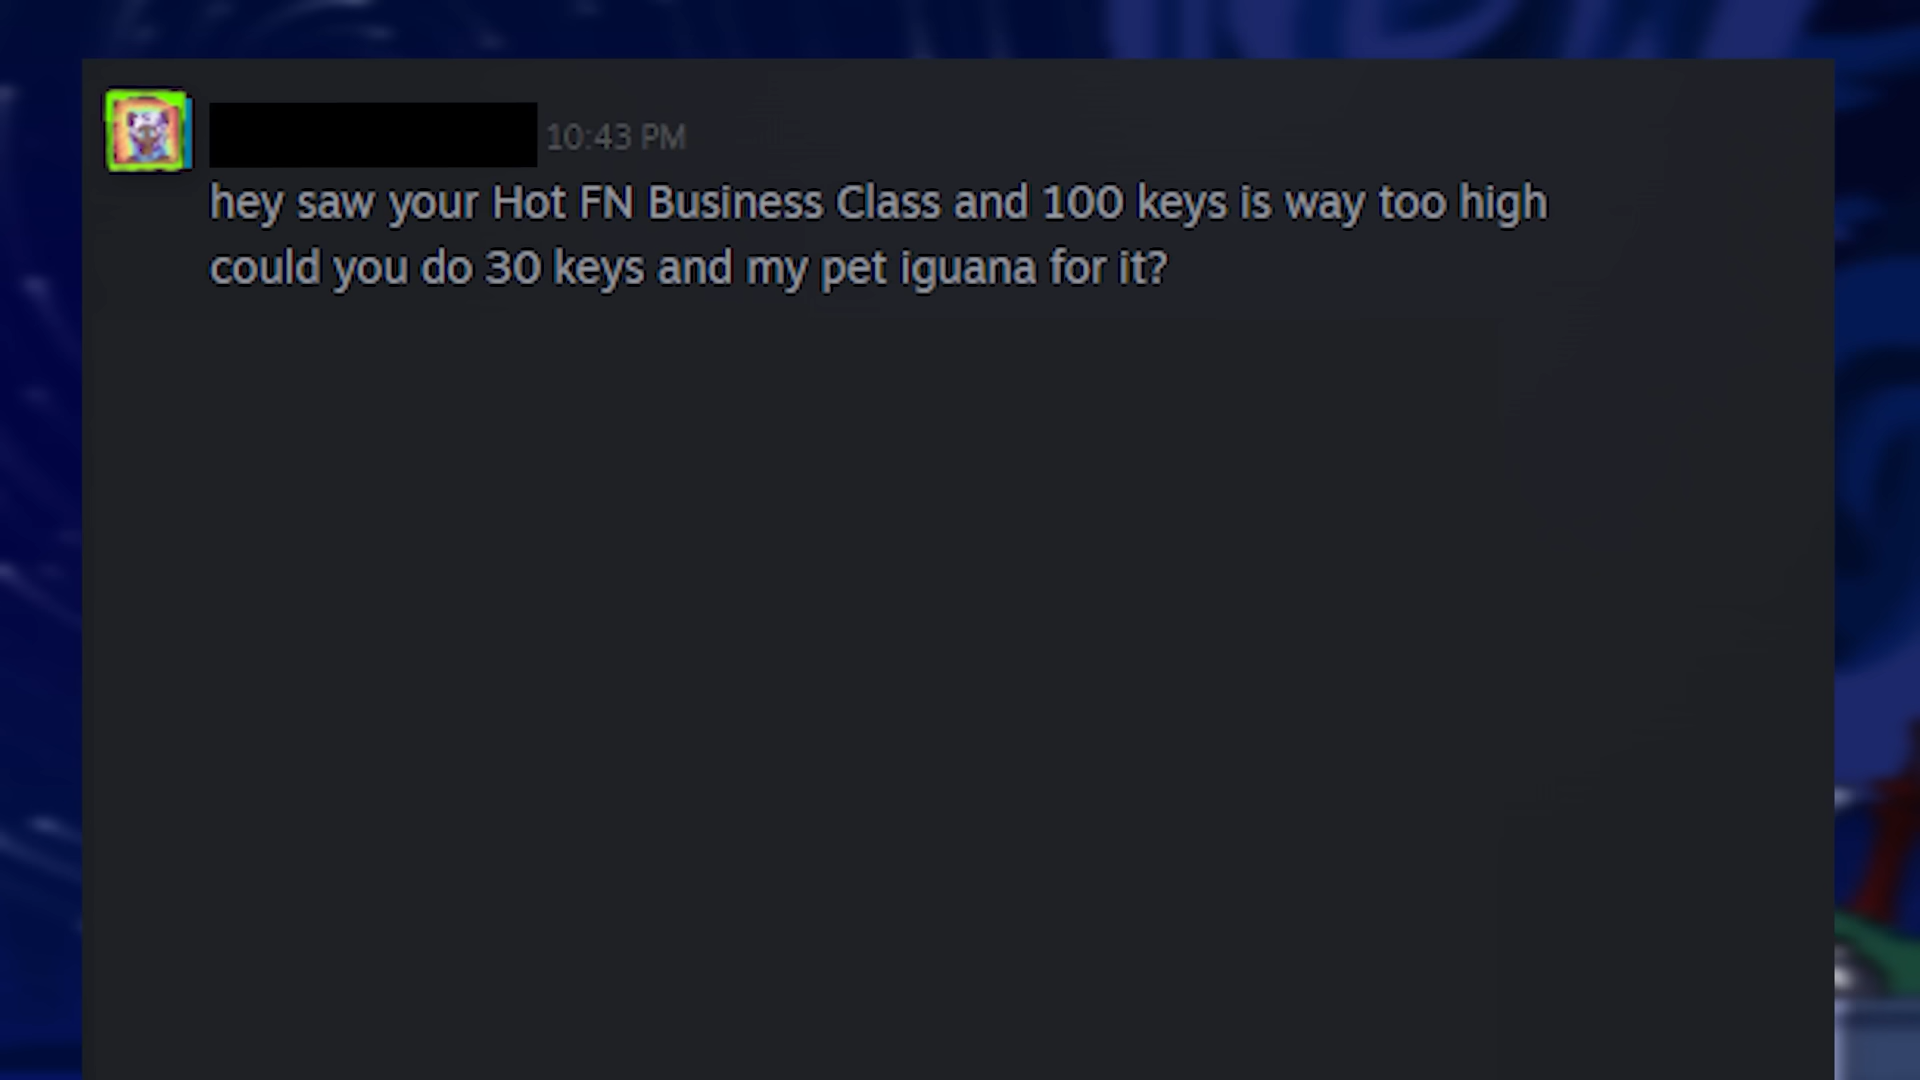 10:43 PM
hey saw your Hot FN Business Class and 100 keys is way too high
could you do 30 keys and my pet iguana for it?